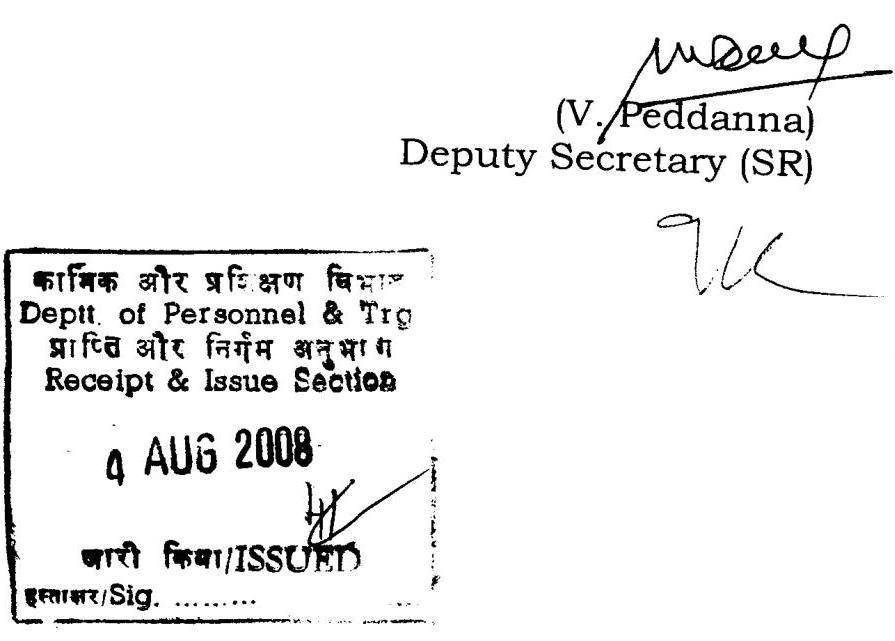 (V. Peddanna)
Deputy Secretary (SR)
कार्मिक और प्रशिक्षण विभाग
Deptt. of Personnel & Trg
प्राप्ति और निर्गम अनुभाग
Receipt & Issue Section
4 AUG 2008
जारी किया/ISSUED
हस्ताक्षर/Sig. .........